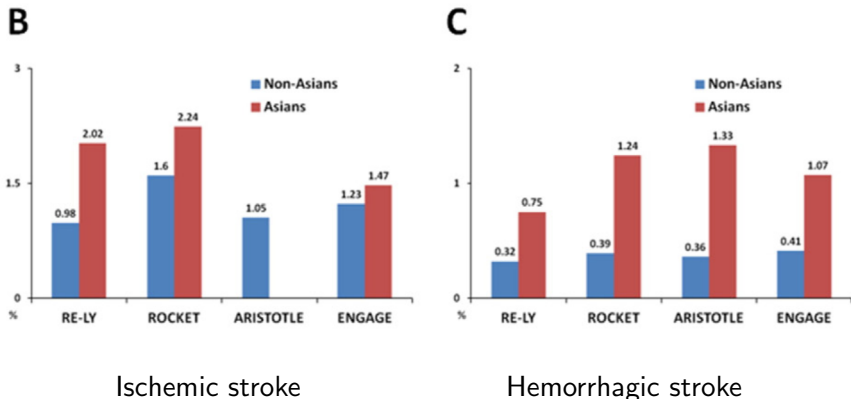 B
3
1.5
0
%
Non-Asians
Asians
0.98
2.02
1.6
2.24
1.05
1.23
1.47
RE-LY ROCKET ARISTOTLE ENGAGE
Ischemic stroke
C
2
1
0
%
Non-Asians
Asians
0.32
0.75
0.39
1.24
0.36
1.33
0.41
1.07
RE-LY ROCKET ARISTOTLE ENGAGE
Hemorrhagic stroke